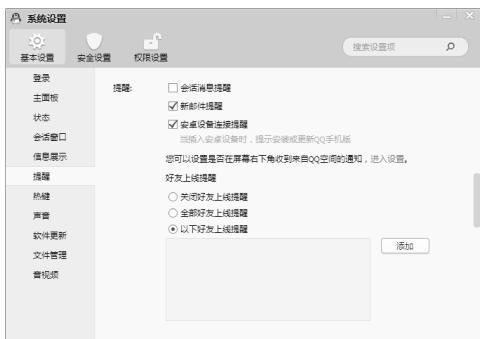 系统设置
基本设置 安全设置 权限设置
搜索设置项
登录
主面板
状态
会话窗口
信息展示
提醒
热键
声音
软件更新
文件管理
音视频
提醒:
会话消息提醒
新邮件提醒
安卓设备连接提醒
当插入安卓设备时，提示安装或更新QQ手机版
您可以设置是否在屏幕右下角收到来自QQ空间的通知，进入设置。
好友上线提醒
关闭好友上线提醒
全部好友上线提醒
以下好友上线提醒
添加